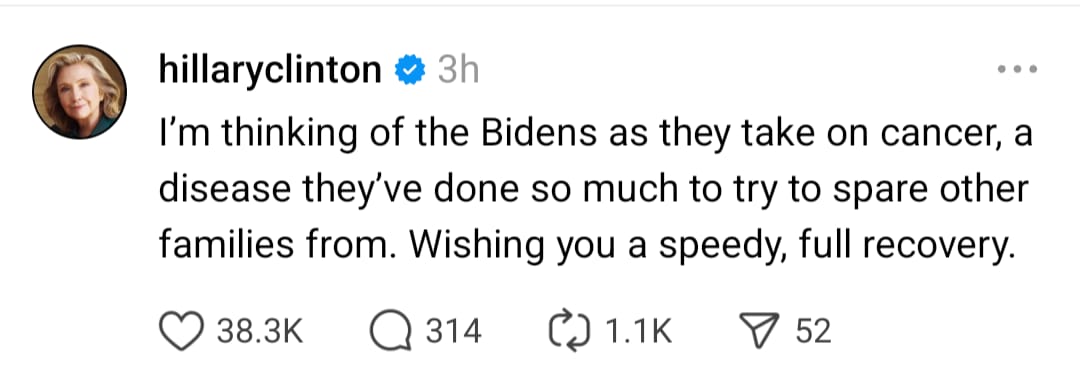 hillaryclinton 3h
I'm thinking of the Bidens as they take on cancer, a
disease they've done so much to try to spare other
families from. Wishing you a speedy, full recovery.
38.3K 314 1.1K 52